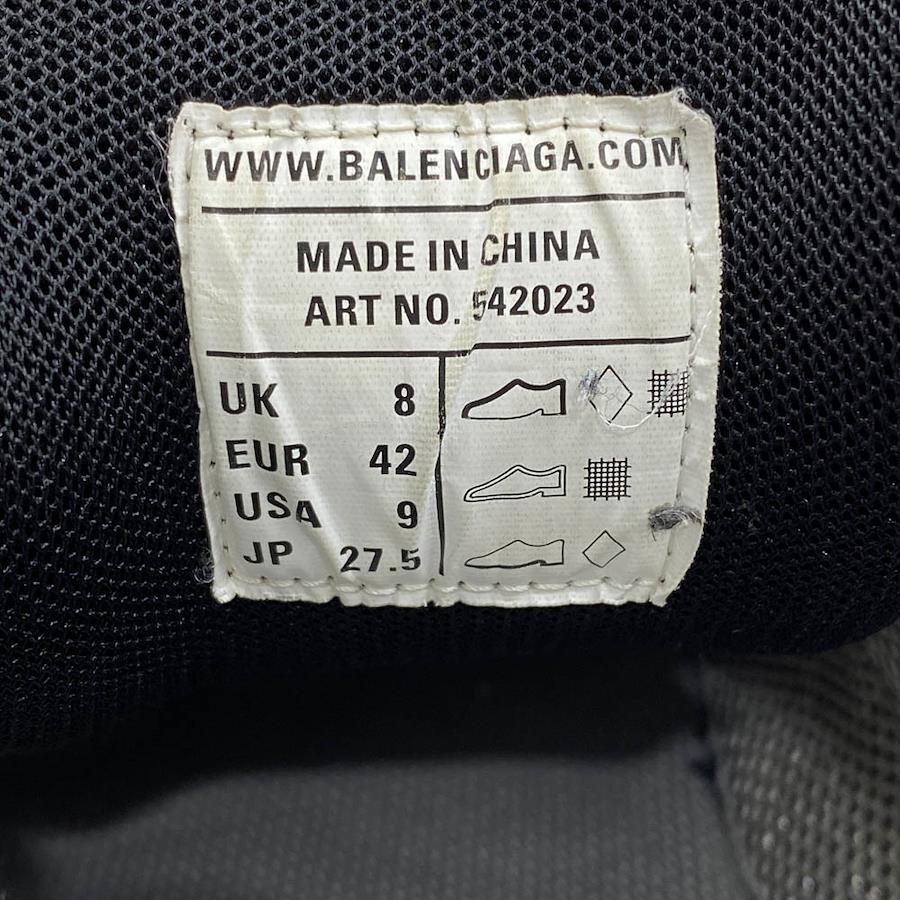 WWW.BALENCIAGA.COM
MADE IN CHINA
ART NO. 542023
UK 8
EUR 42
USA 9
JP 27.5